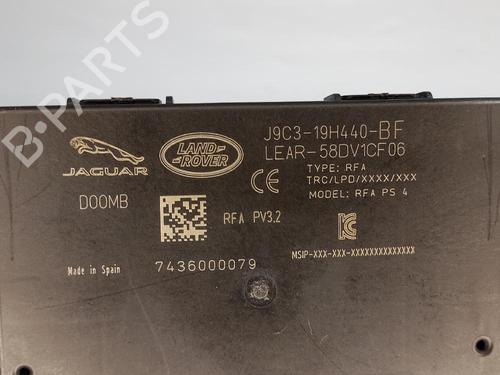 B-PARTS
J9C3-19H440-BF
LEAR-58DV1CF06
JAGUAR
LAND-
ROVER
CE
TYPE: RFA
TRC/LPD/XXXX/XXX
MODEL: RFA PS 4
DOOMB
RFA PV3.2
MSIP-XXX-XXX-XXXXXXXXXXXXXX
Made in Spain
7436000079